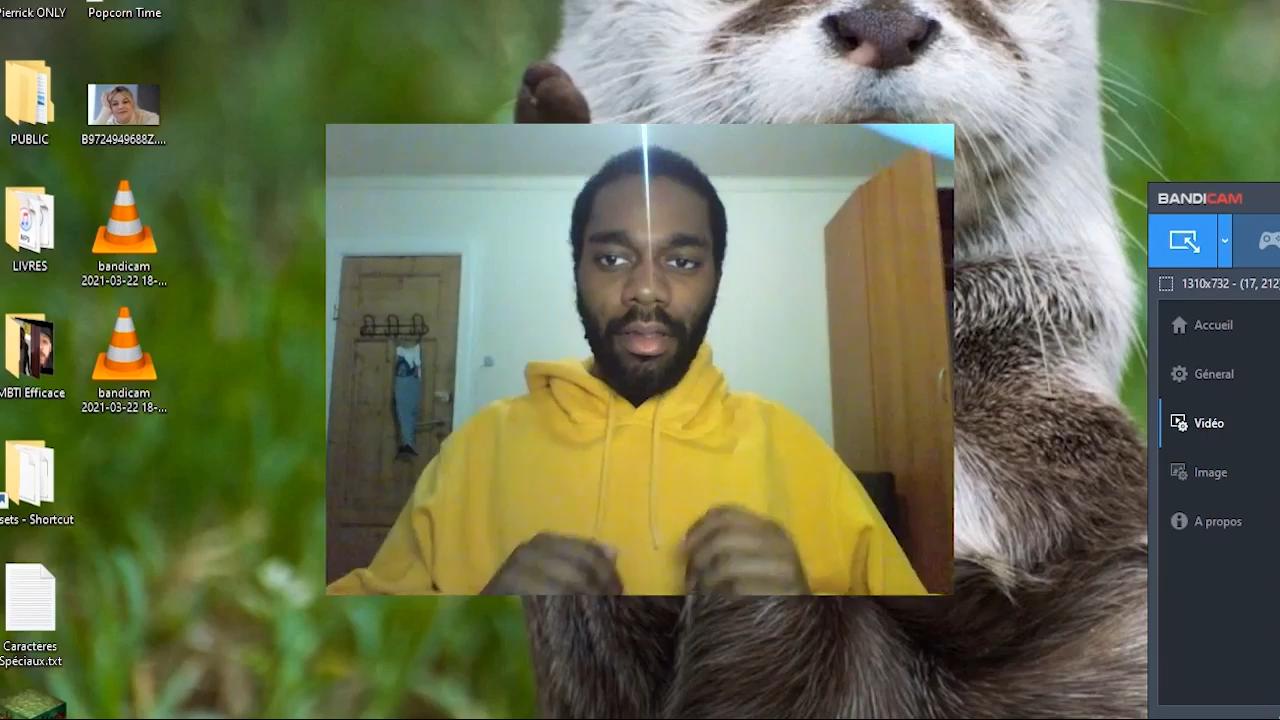 Pierrick ONLY
Popcorn Time
PUBLIC
B9724949688Z....
LIVRES
bandicam
2021-03-22 18-...
MBTI Efficace
bandicam
2021-03-22 18-...
sets - Shortcut
Caracteres
Spéciaux.txt
BANDICAM
1310x732 - (17, 212
Accueil
Géneral
Vidéo
Image
A propos